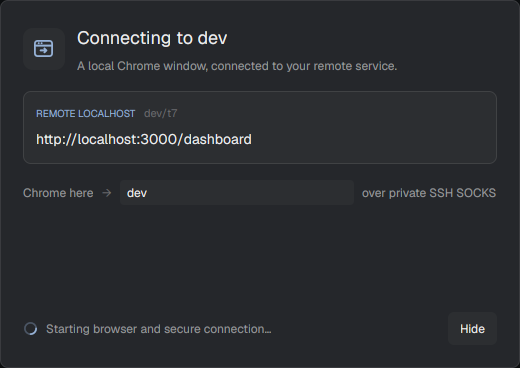 Connecting to dev
A local Chrome window, connected to your remote service.
REMOTE LOCALHOST dev/t7
http://localhost:3000/dashboard
Chrome here → dev over private SSH SOCKS
Starting browser and secure connection…
Hide